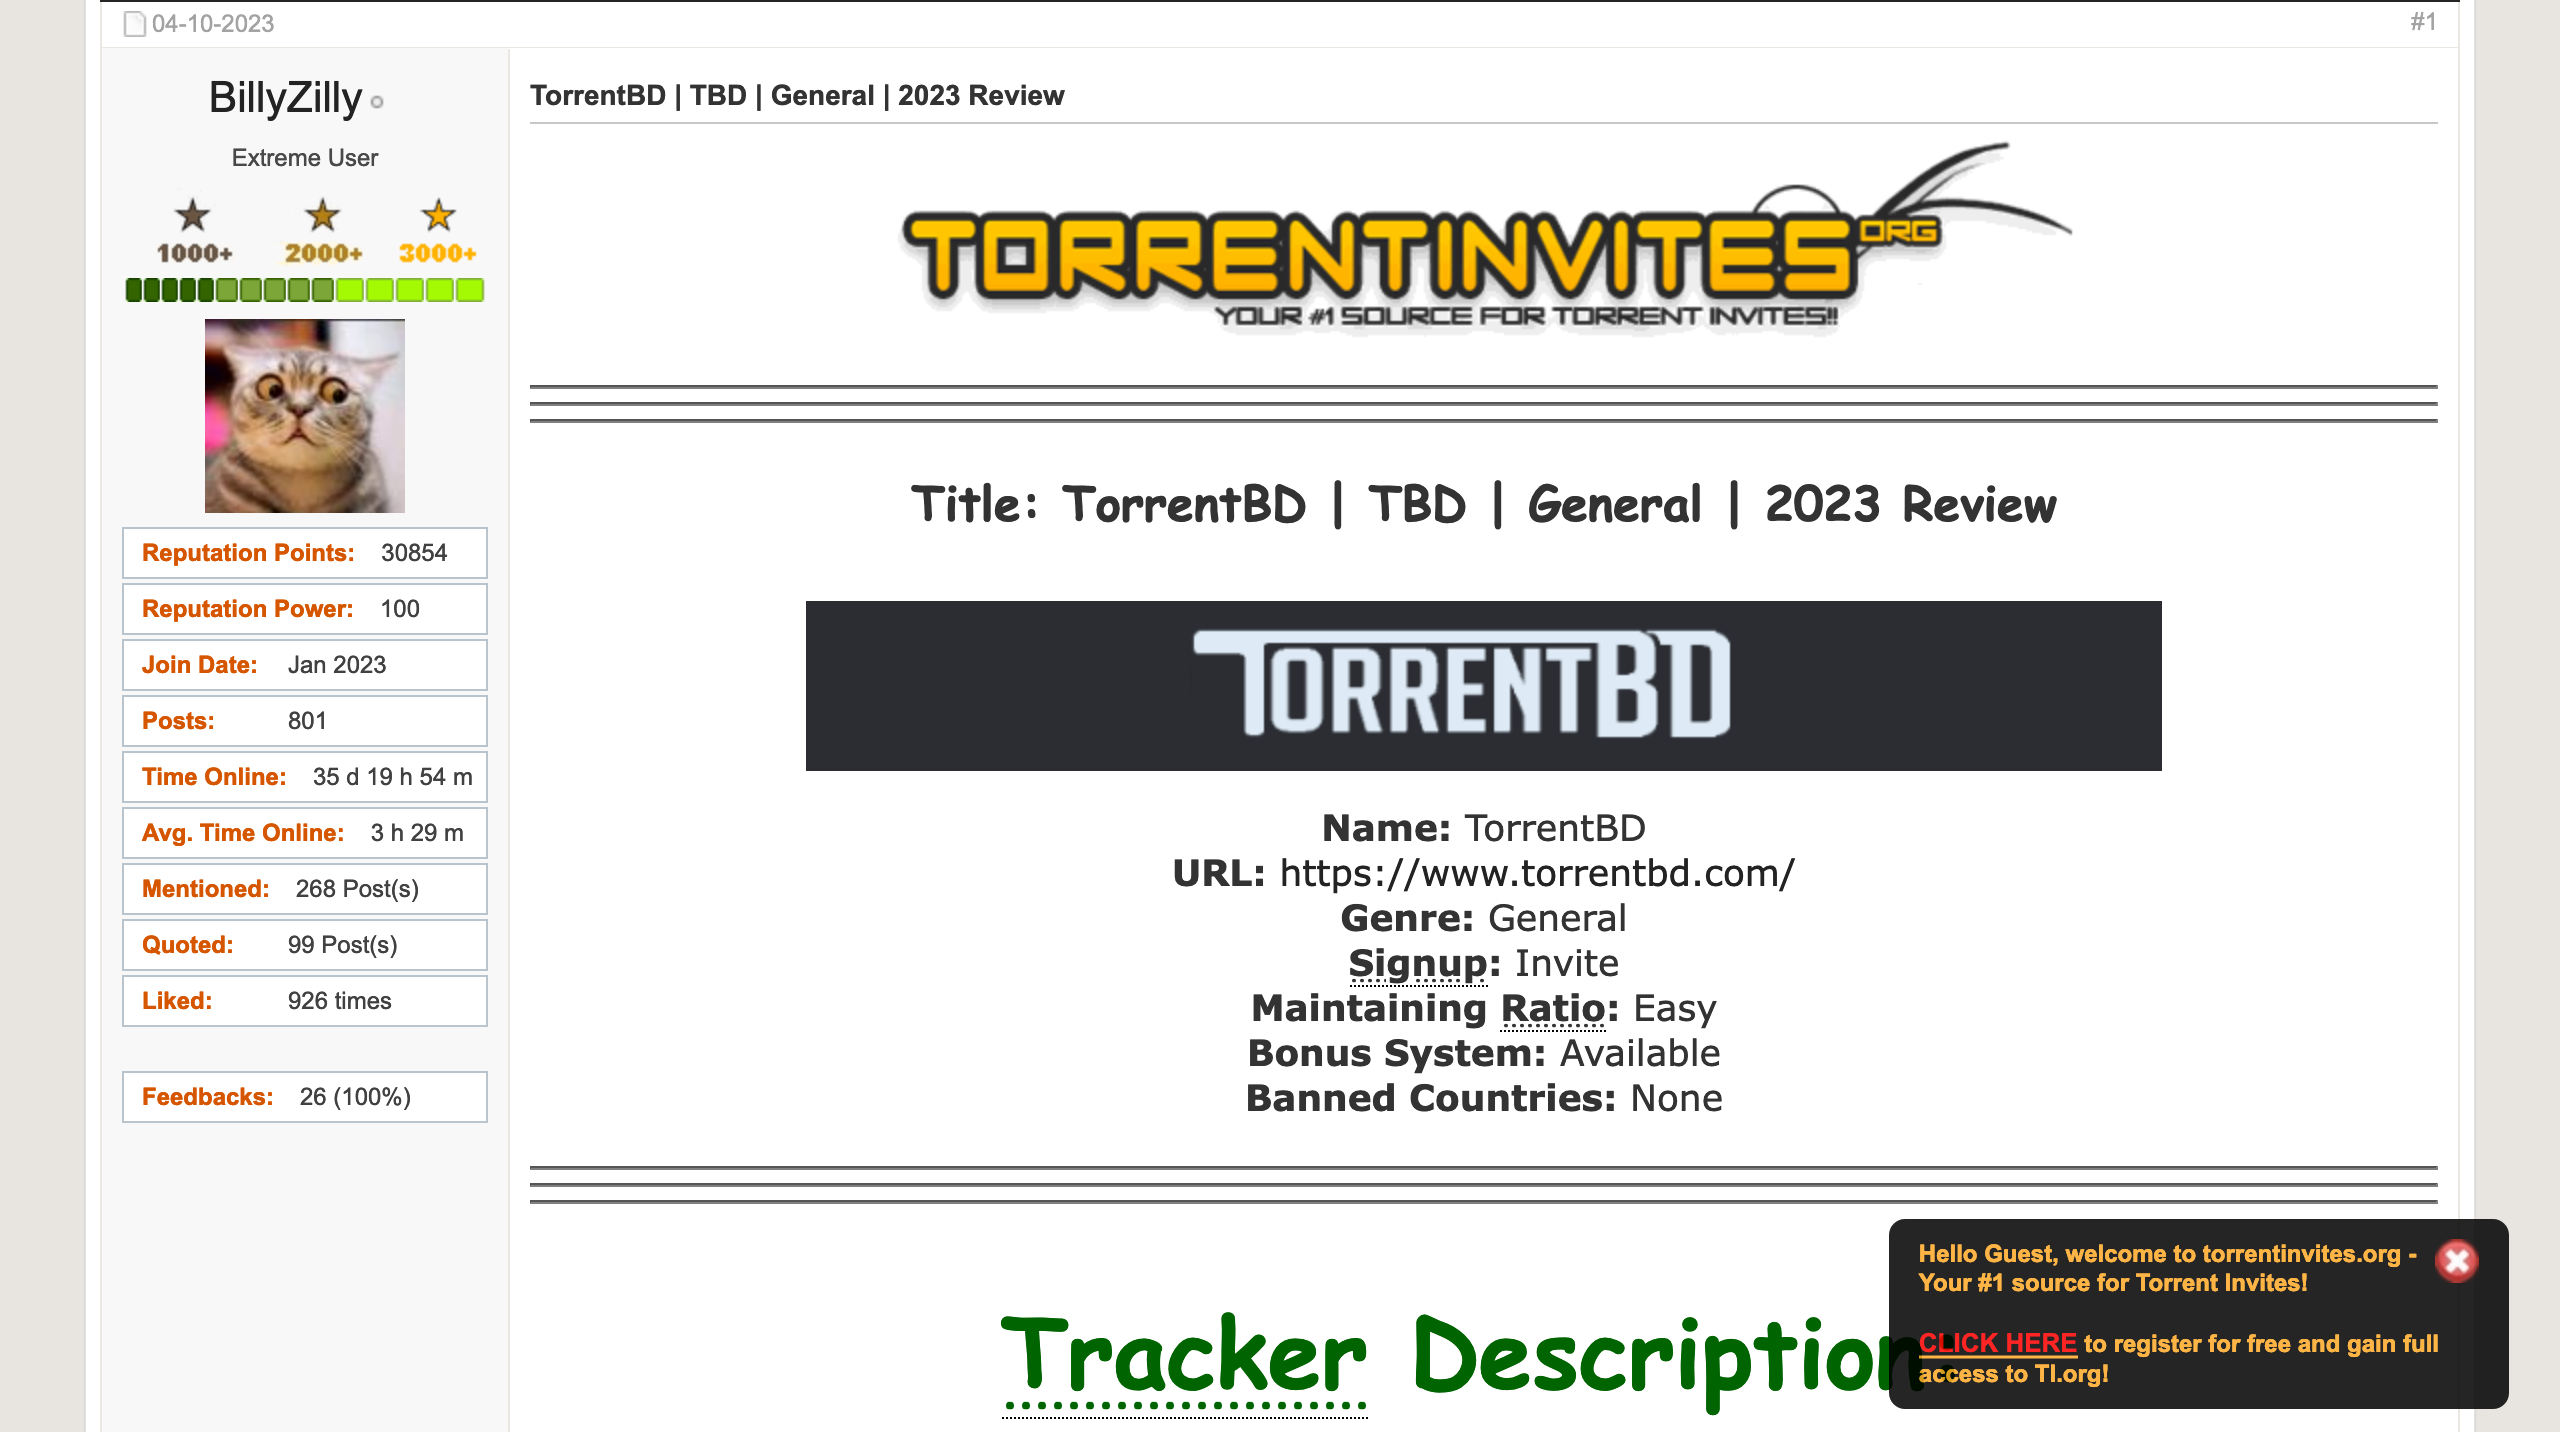 04-10-2023
#1
BillyZilly
Extreme User
1000+ 2000+ 3000+
Reputation Points: 30854
Reputation Power: 100
Join Date: Jan 2023
Posts: 801
Time Online: 35 d 19 h 54 m
Avg. Time Online: 3 h 29 m
Mentioned: 268 Post(s)
Quoted: 99 Post(s)
Liked: 926 times
Feedbacks: 26 (100%)
TorrentBD | TBD | General | 2023 Review
TORRENTINVITES ORG
YOUR #1 SOURCE FOR TORRENT INVITES!!
Title: TorrentBD | TBD | General | 2023 Review
TORRENTBD
Name: TorrentBD
URL: https://www.torrentbd.com/
Genre: General
Signup: Invite
Maintaining Ratio: Easy
Bonus System: Available
Banned Countries: None
Tracker Description:
Hello Guest, welcome to torrentinvites.org -
Your #1 source for Torrent Invites!
CLICK HERE to register for free and gain full
access to TI.org!